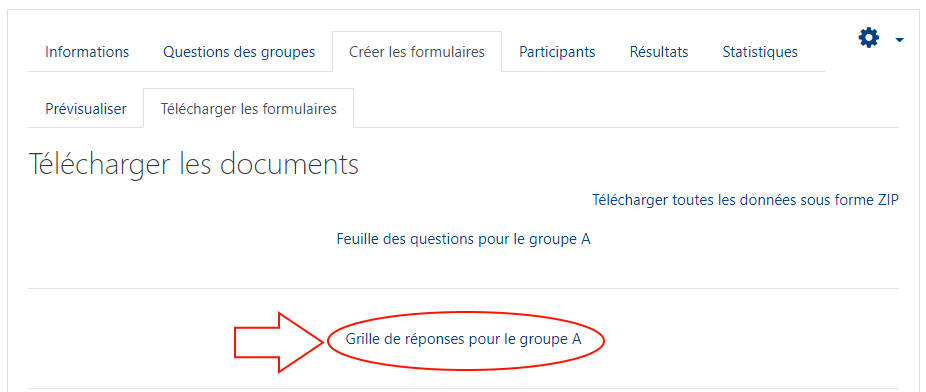 Informations Questions des groupes Créer les formulaires Participants Résultats Statistiques
Prévisualiser Télécharger les formulaires
Télécharger les documents
Télécharger toutes les données sous forme ZIP
Feuille des questions pour le groupe A
Grille de réponses pour le groupe A